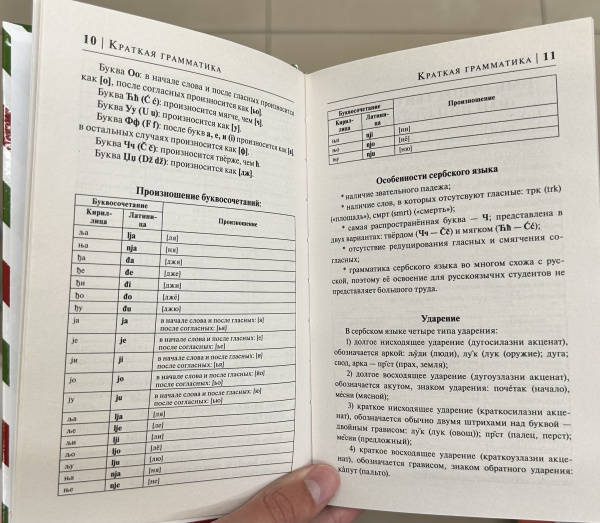 10 | КРАТКАЯ ГРАММАТИКА
Буква Оо: в начале слова и после гласных произносится
как [о], после согласных произносится как [ьо].
Буква Ћћ (Ć ć): произносится мягче, чем [ч].
Буква Уу (U u): произносится как [у].
Буква Фф (F f): после букв а, е, и (i) произносится как [в],
в остальных случаях произносится как [ф].
Буква Чч (Č č): произносится твёрже, чем ћ.
Буква Џџ (Dž dž): произносится как [дж].
Произношение буквосочетаний:
Буквосочетание Произношение
Кирил-лица Латини-ца
ља lja [ля]
ња nja [ня]
ђа đa [джя]
ђе đe [дже]
ђи đi [джи]
ђо đo [джё]
ђу đu [джю]
ја ja в начале слова и после гласных: [я]
после согласных: [ья]
је je в начале слова и после гласных: [е]
после согласных: [ье]
ји ji в начале слова и после гласных: [и]
после согласных: [ьи]
јо jo в начале слова и после гласных: [йо]
после согласных: [ьо]
ју ju в начале слова и после гласных: [ю]
после согласных: [ью]
ља lja [ля]
ље lje [ле]
љи lji [ли]
љо ljo [лё]
љу lju [лю]
ња nja [ня]
ње nje [не]
КРАТКАЯ ГРАММАТИКА | 11
Буквосочетание Произношение
Кирил-лица Латини-ца
њи nji [ни]
њо njo [нё]
њу nju [ню]
Особенности сербского языка
* наличие звательного падежа;
* наличие слов, в которых отсутсвуют гласные: трк (trk)
(«площадь»), смрт (smrt) («смерть»);
* самая распространённая буква — Ч; представлена в
двух вариантах: твёрдом (Чч — Čč) и мягком (Ћћ — Ćć);
* отсутствие редуцирования гласных и смягчения со-
гласных;
* грамматика сербского языка во многом схожа с рус-
ской, поэтому её освоение для русскоязычных студентов не
представляет большого труда.
Ударение
В сербском языке четыре типа ударения:
1) долгое нисходящее ударение (дугосилазни акценат),
обозначается аркой: љу̑ди (люди), лу̑к (лук (оружие); дуга;
свод, арка — пр̑ст (прах, земля);
2) долгое восходящее ударение (дугоузлазни акценат),
обозначается акутом, знаком ударения: поче́так (начало),
ме́сни (мясной);
3) краткое нисходящее ударение (краткосилазни акце-
нат), обозначается обычно двумя штрихами над буквой —
двойным грависом: лу̏к (лук (овощ)); пр̏ст (палец, перст);
ме̏сни (предложный);
4) краткое восходящее ударение (краткоузлазни акце-
нат), обозначается грависом, знаком обратного ударения:
ка̀пут (пальто).